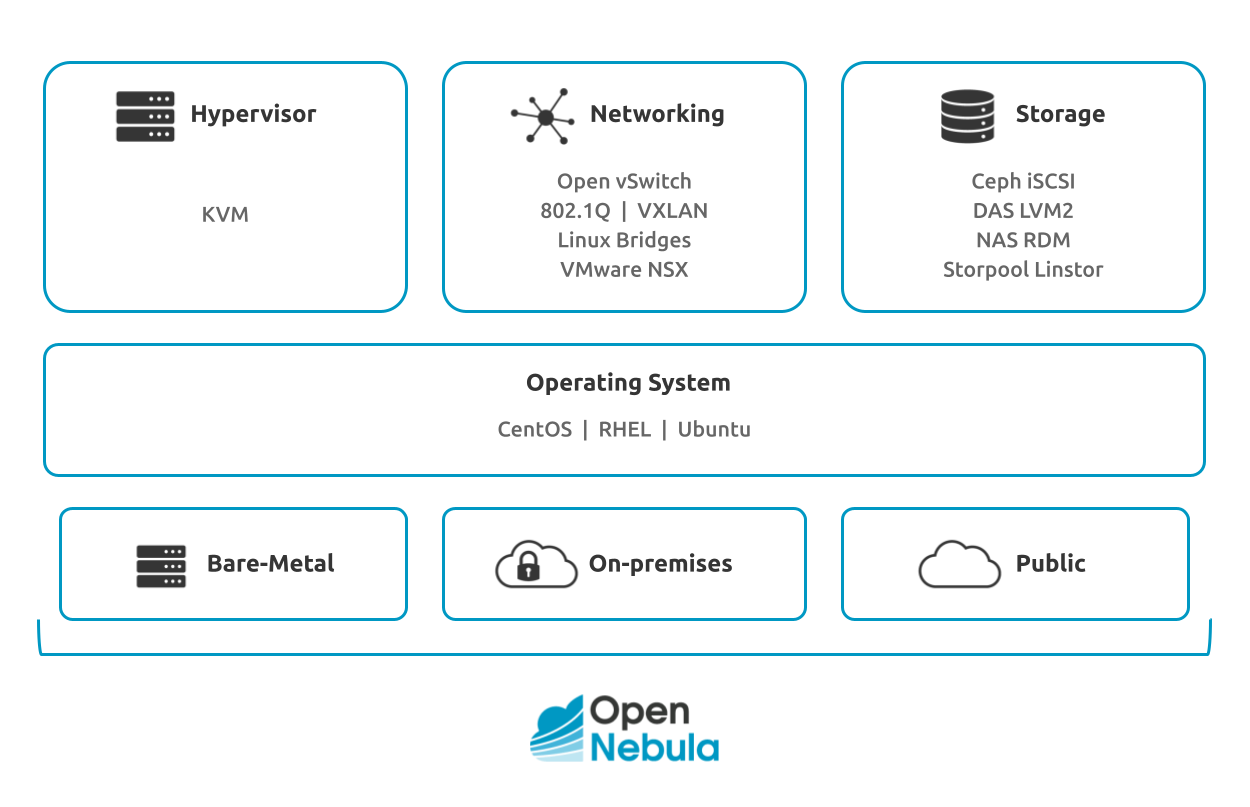 Hypervisor
KVM
Networking
Open vSwitch
802.1Q | VXLAN
Linux Bridges
VMware NSX
Storage
Ceph iSCSI
DAS LVM2
NAS RDM
Storpool Linstor
Operating System
CentOS | RHEL | Ubuntu
Bare-Metal
On-premises
Public
Open
Nebula